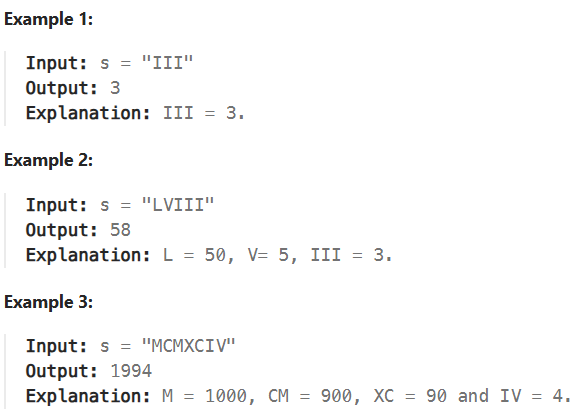 Example 1:
Input: s = "III"
Output: 3
Explanation: III = 3.
Example 2:
Input: s = "LVIII"
Output: 58
Explanation: L = 50, V= 5, III = 3.
Example 3:
Input: s = "MCMXCIV"
Output: 1994
Explanation: M = 1000, CM = 900, XC = 90 and IV = 4.